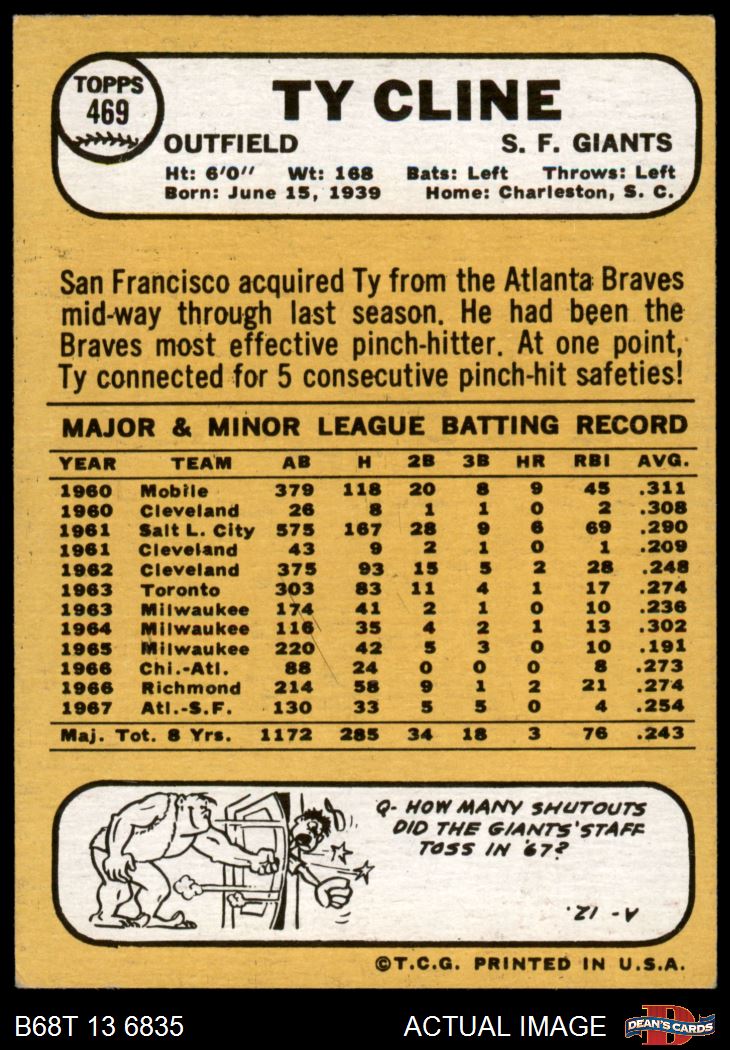 TOPPS
469
TY CLINE
OUTFIELD S. F. GIANTS
Ht: 6'0" Wt: 168 Bats: Left Throws: Left
Born: June 15, 1939 Home: Charleston, S. C.
San Francisco acquired Ty from the Atlanta Braves
mid-way through last season. He had been the
Braves most effective pinch-hitter. At one point,
Ty connected for 5 consecutive pinch-hit safeties!
MAJOR & MINOR LEAGUE BATTING RECORD
YEAR TEAM AB H 2B 3B HR RBI AVG.
1960 Mobile 379 118 20 8 9 45 .311
1960 Cleveland 26 8 1 1 0 2 .308
1961 Salt L. City 575 167 28 9 6 69 .290
1961 Cleveland 43 9 2 1 0 1 .209
1962 Cleveland 375 93 15 5 2 28 .248
1963 Toronto 303 83 11 4 1 17 .274
1963 Milwaukee 174 41 2 1 0 10 .236
1964 Milwaukee 116 35 4 2 1 13 .302
1965 Milwaukee 220 42 5 3 0 10 .191
1966 Chi.-Atl. 88 24 0 0 0 8 .273
1966 Richmond 214 58 9 1 2 21 .274
1967 Atl.-S.F. 130 33 5 5 0 4 .254
Maj. Tot. 8 Yrs. 1172 285 34 18 3 76 .243
Q- HOW MANY SHUTOUTS
DID THE GIANTS' STAFF
TOSS IN '67?
A- 12.
©T.C.G. PRINTED IN U.S.A.
B68T 13 6835 ACTUAL IMAGE
D
DEAN'S CARDS